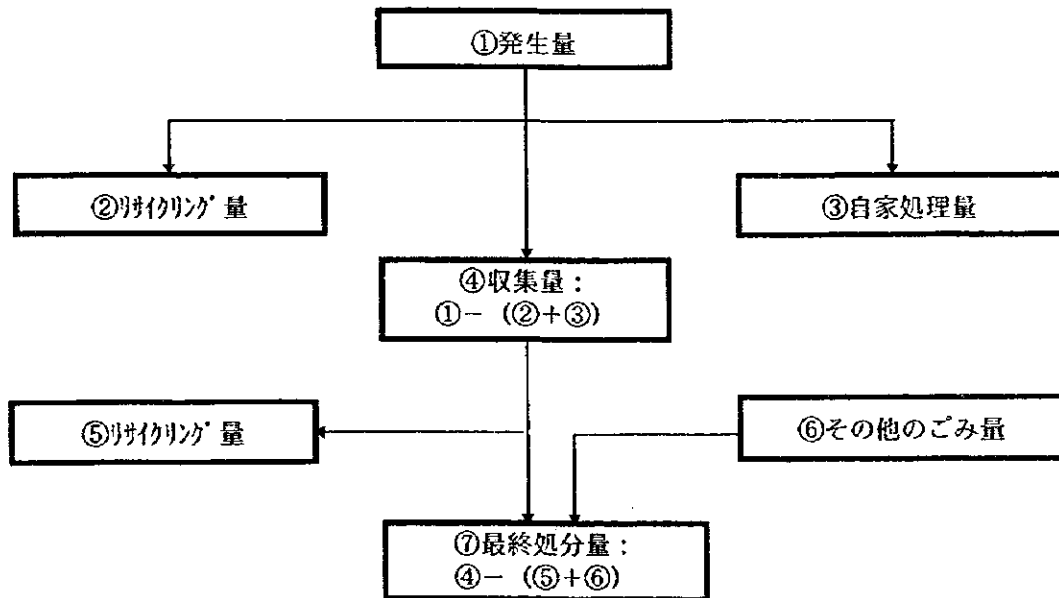 ①発生量
②ﾘｻｲｸﾘﾝｸﾞ量
③自家処理量
④収集量：
①－（②＋③）
⑤ﾘｻｲｸﾘﾝｸﾞ量
⑥その他のごみ量
⑦最終処分量：
④－（⑤＋⑥）